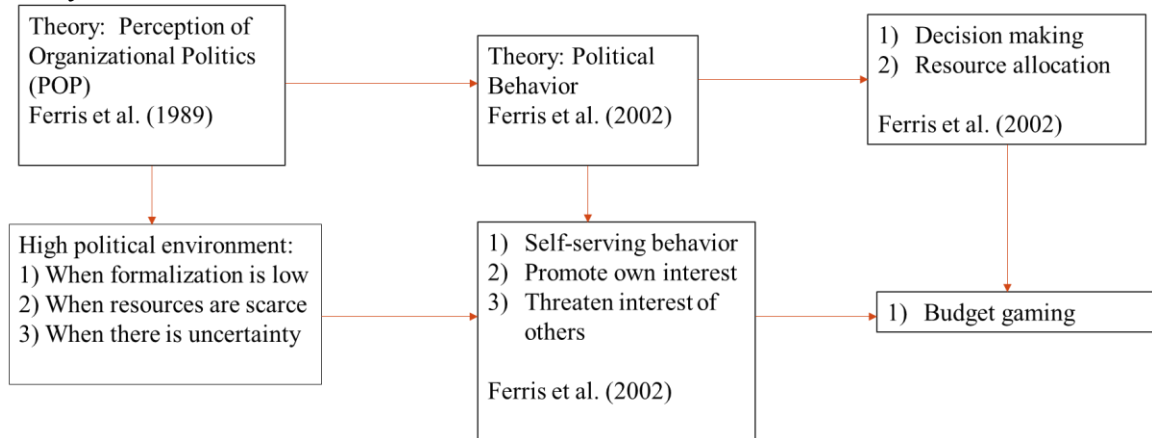 Theory: Perception of
Organizational Politics
(POP)
Ferris et al. (1989)
Theory: Political
Behavior
Ferris et al. (2002)
1) Decision making
2) Resource allocation
Ferris et al. (2002)
High political environment:
1) When formalization is low
2) When resources are scarce
3) When there is uncertainty
1) Self-serving behavior
2) Promote own interest
3) Threaten interest of
others
Ferris et al. (2002)
1) Budget gaming